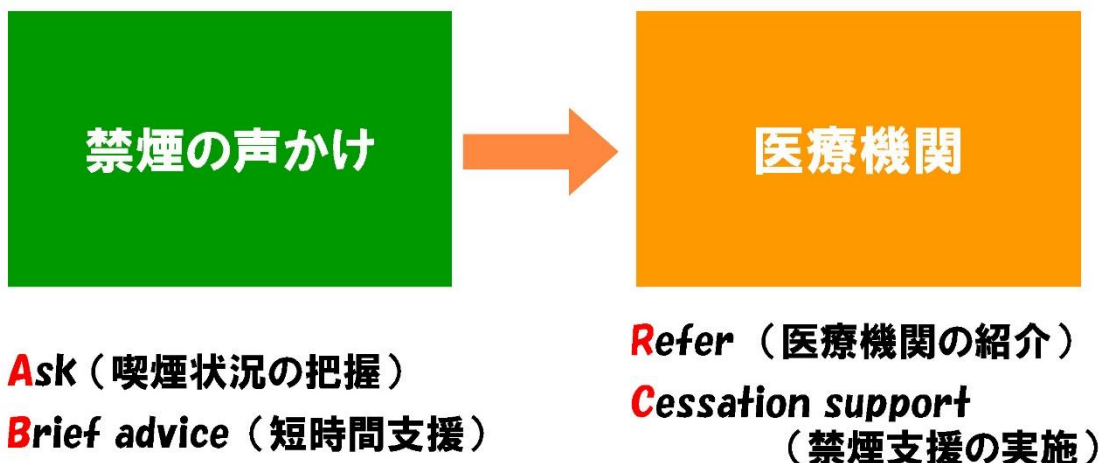 禁煙の声かけ
医療機関
Ask（喫煙状況の把握）
Brief advice（短時間支援）
Refer（医療機関の紹介）
Cessation support
（禁煙支援の実施）